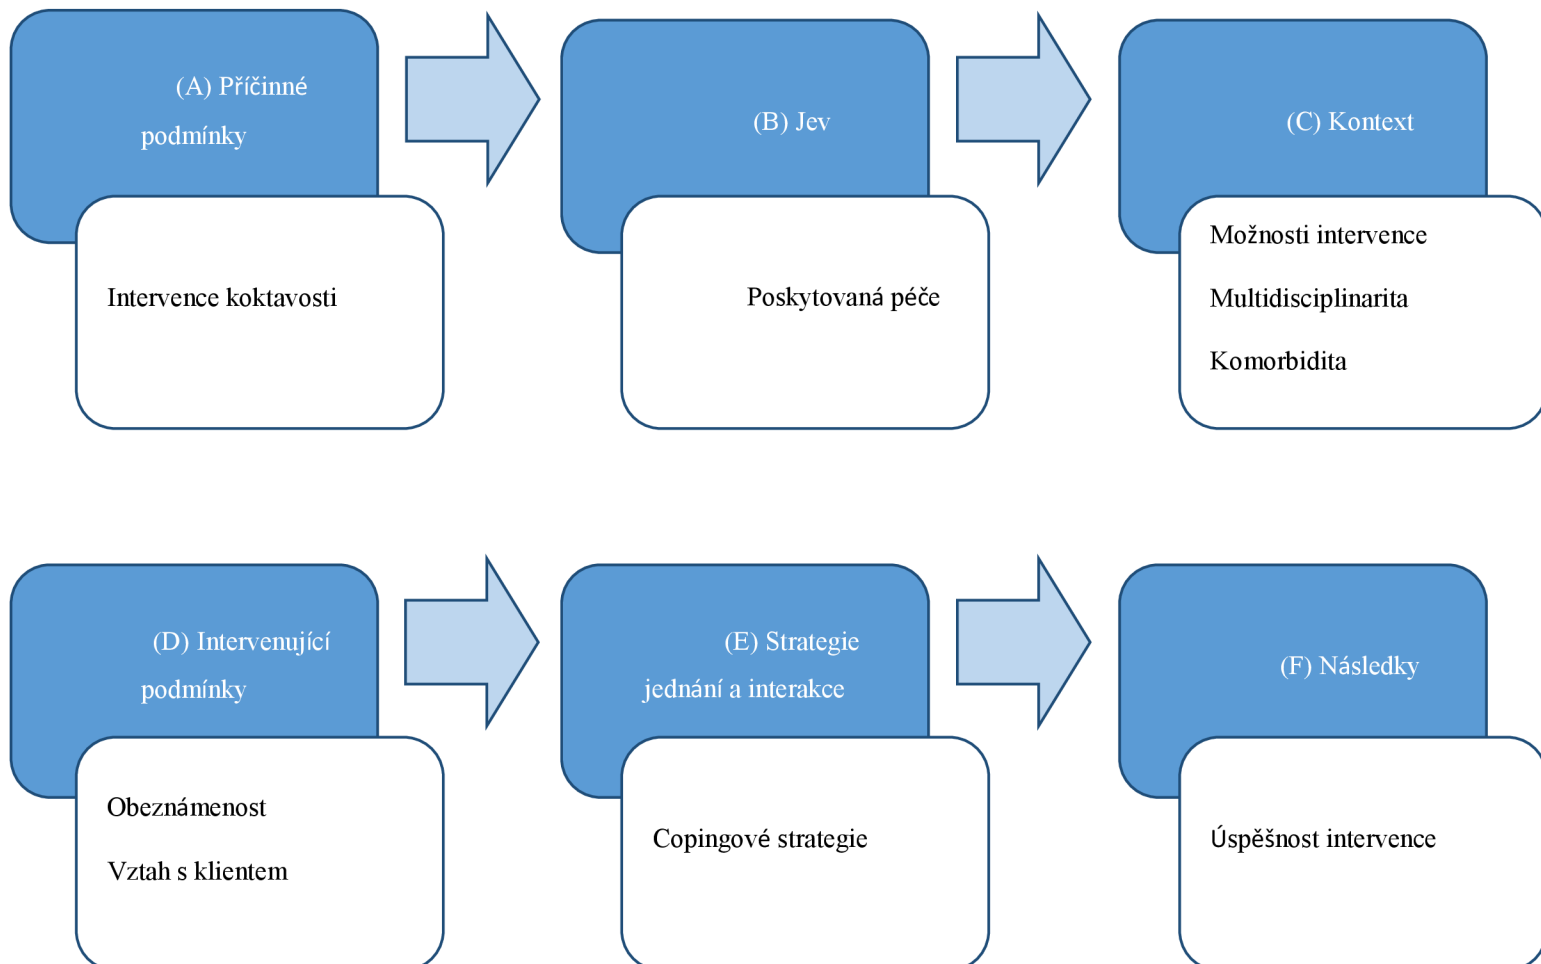 (A) Příčinné
podmínky
Intervence koktavosti
(B) Jev
Poskytovaná péče
(C) Kontext
Možnosti intervence
Multidisciplinarita
Komorbidita
(D) Intervenující
podmínky
Obeznámenost
Vztah s klientem
(E) Strategie
jednání a interakce
Copingové strategie
(F) Následky
Úspěšnost intervence